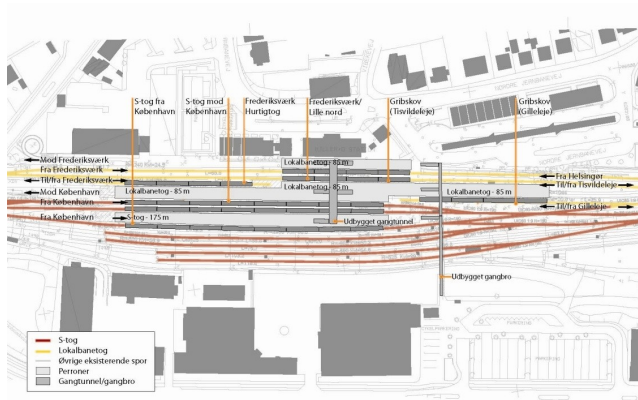 S-tog fra
København
S-tog mod
København
Frederiksværk
Hurtigtog
Frederiksværk/
Lille nord
Gribskov
(Tisvildeleje)
Gribskov
(Gilleleje)
Mod Frederiksværk
Fra Frederiksværk
Til/fra Frederiksværk
Mod København
Fra København
Fra København
Lokalbanetog - 85 m
Lokalbanetog - 85 m
Lokalbanetog - 85 m
Lokalbanetog - 85 m
S-tog - 175 m
Fra Helsingør
Til/fra Tisvildeleje
Til/fra Gilleleje
Udbygget gangtunnel
Udbygget gangbro
S-tog
Lokalbanetog
Øvrige eksisterende spor
Perroner
Gangtunnel/gangbro